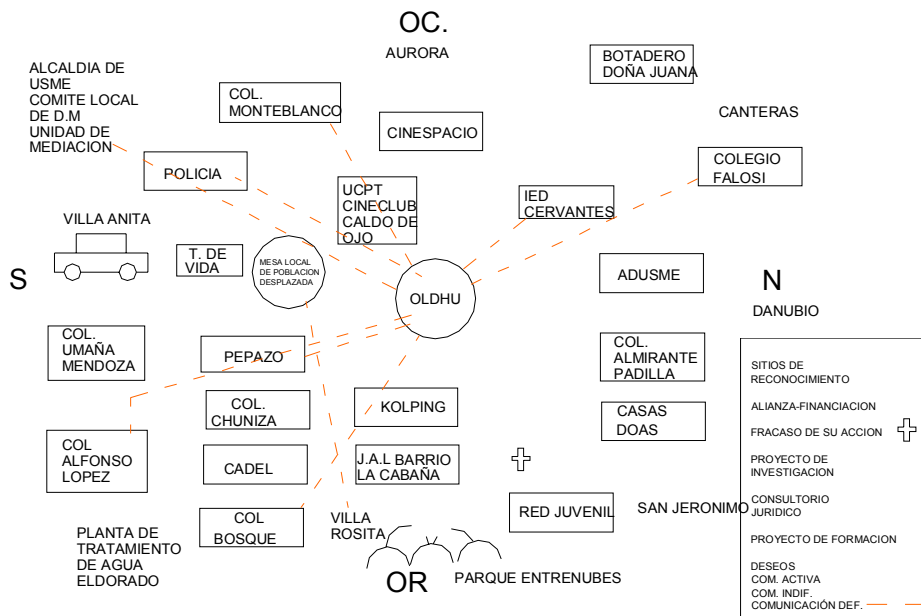 OC.
AURORA
ALCALDIA DE
USME
COMITE LOCAL
DE D.M
UNIDAD DE
MEDIACION
COL.
MONTEBLANCO
CINESPACIO
BOTADERO
DOÑA JUANA
CANTERAS
POLICIA
UCPT
CINECLUB
CALDO DE
OJO
IED
CERVANTES
COLEGIO
FALOSI
VILLA ANITA
S
T. DE
VIDA
MESA LOCAL
DE POBLACION
DESPLAZADA
OLDHU
ADUSME
N
DANUBIO
COL.
UMAÑA
MENDOZA
PEPAZO
COL.
ALMIRANTE
PADILLA
COL.
CHUNIZA
KOLPING
CASAS
DOAS
COL
ALFONSO
LOPEZ
CADEL
J.A.L BARRIO
LA CABAÑA
COL
BOSQUE
VILLA
ROSITA
RED JUVENIL
SAN JERONIMO
PLANTA DE
TRATAMIENTO
DE AGUA
ELDORADO
OR
PARQUE ENTRENUBES
SITIOS DE
RECONOCIMIENTO
ALIANZA-FINANCIACION
FRACASO DE SU ACCION
PROYECTO DE
INVESTIGACION
CONSULTORIO
JURIDICO
PROYECTO DE FORMACION
DESEOS
COM. ACTIVA
COM. INDIF.
COMUNICACIÓN DEF.